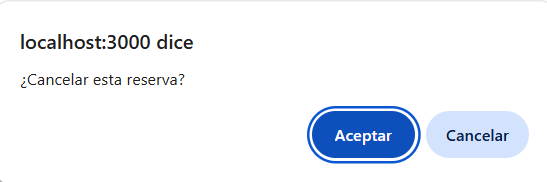 localhost:3000 dice
¿Cancelar esta reserva?
Aceptar
Cancelar